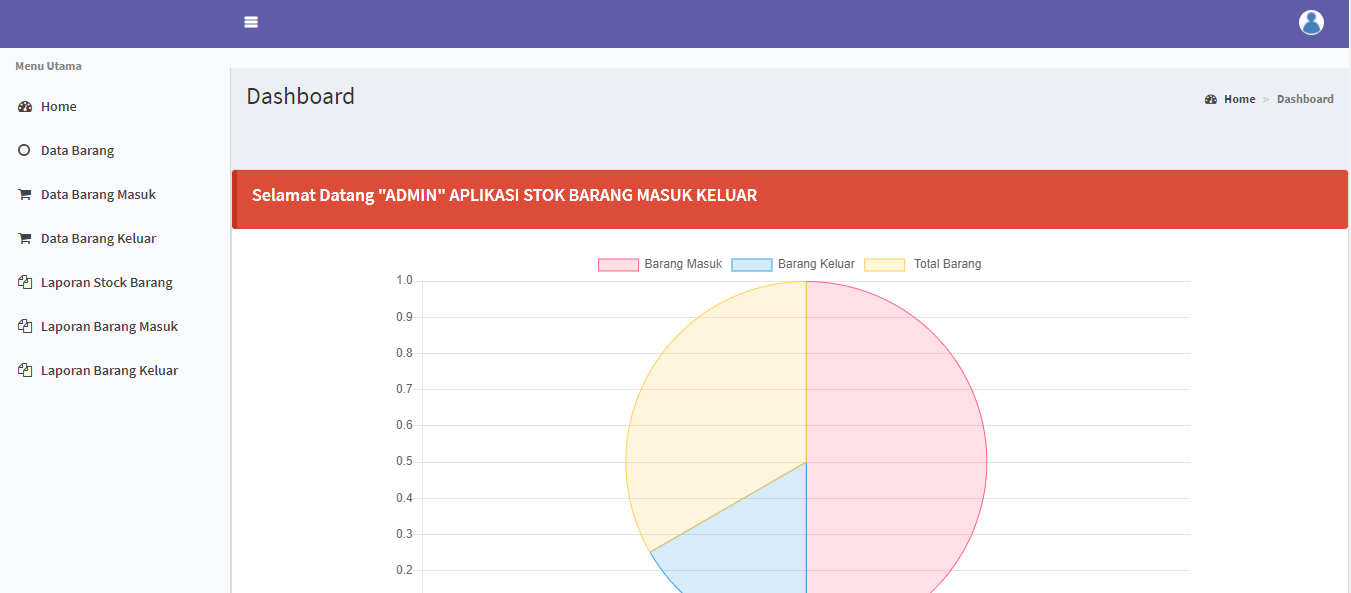 Menu Utama
Home
Data Barang
Data Barang Masuk
Data Barang Keluar
Laporan Stock Barang
Laporan Barang Masuk
Laporan Barang Keluar
Dashboard
Home > Dashboard
Selamat Datang "ADMIN" APLIKASI STOK BARANG MASUK KELUAR
Barang Masuk Barang Keluar Total Barang
1.0
0.9
0.8
0.7
0.6
0.5
0.4
0.3
0.2